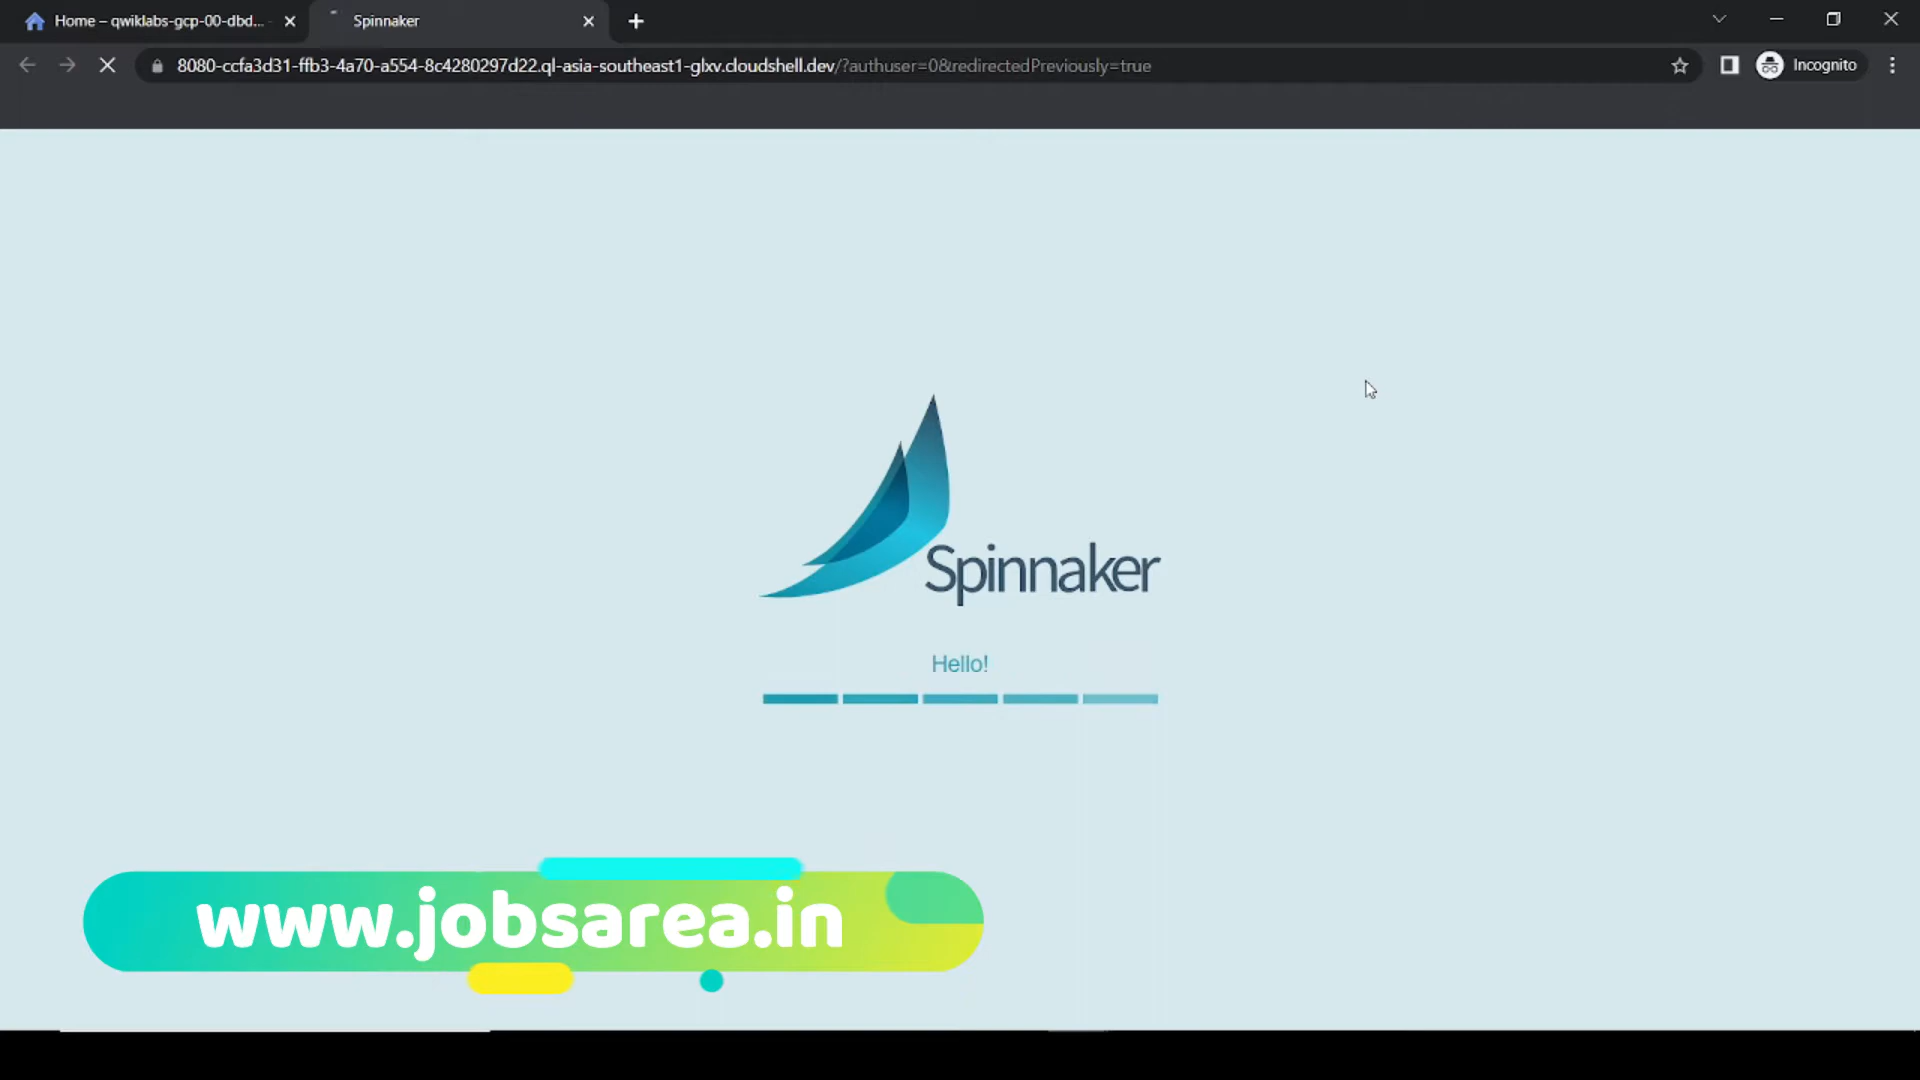 Home – qwiklabs-gcp-00-dbd...
Spinnaker
8080-ccfa3d31-ffb3-4a70-a554-8c4280297d22.ql-asia-southeast1-glxv.cloudshell.dev/?authuser=0&redirectedPreviously=true
Incognito
Spinnaker
Hello!
www.jobsarea.in